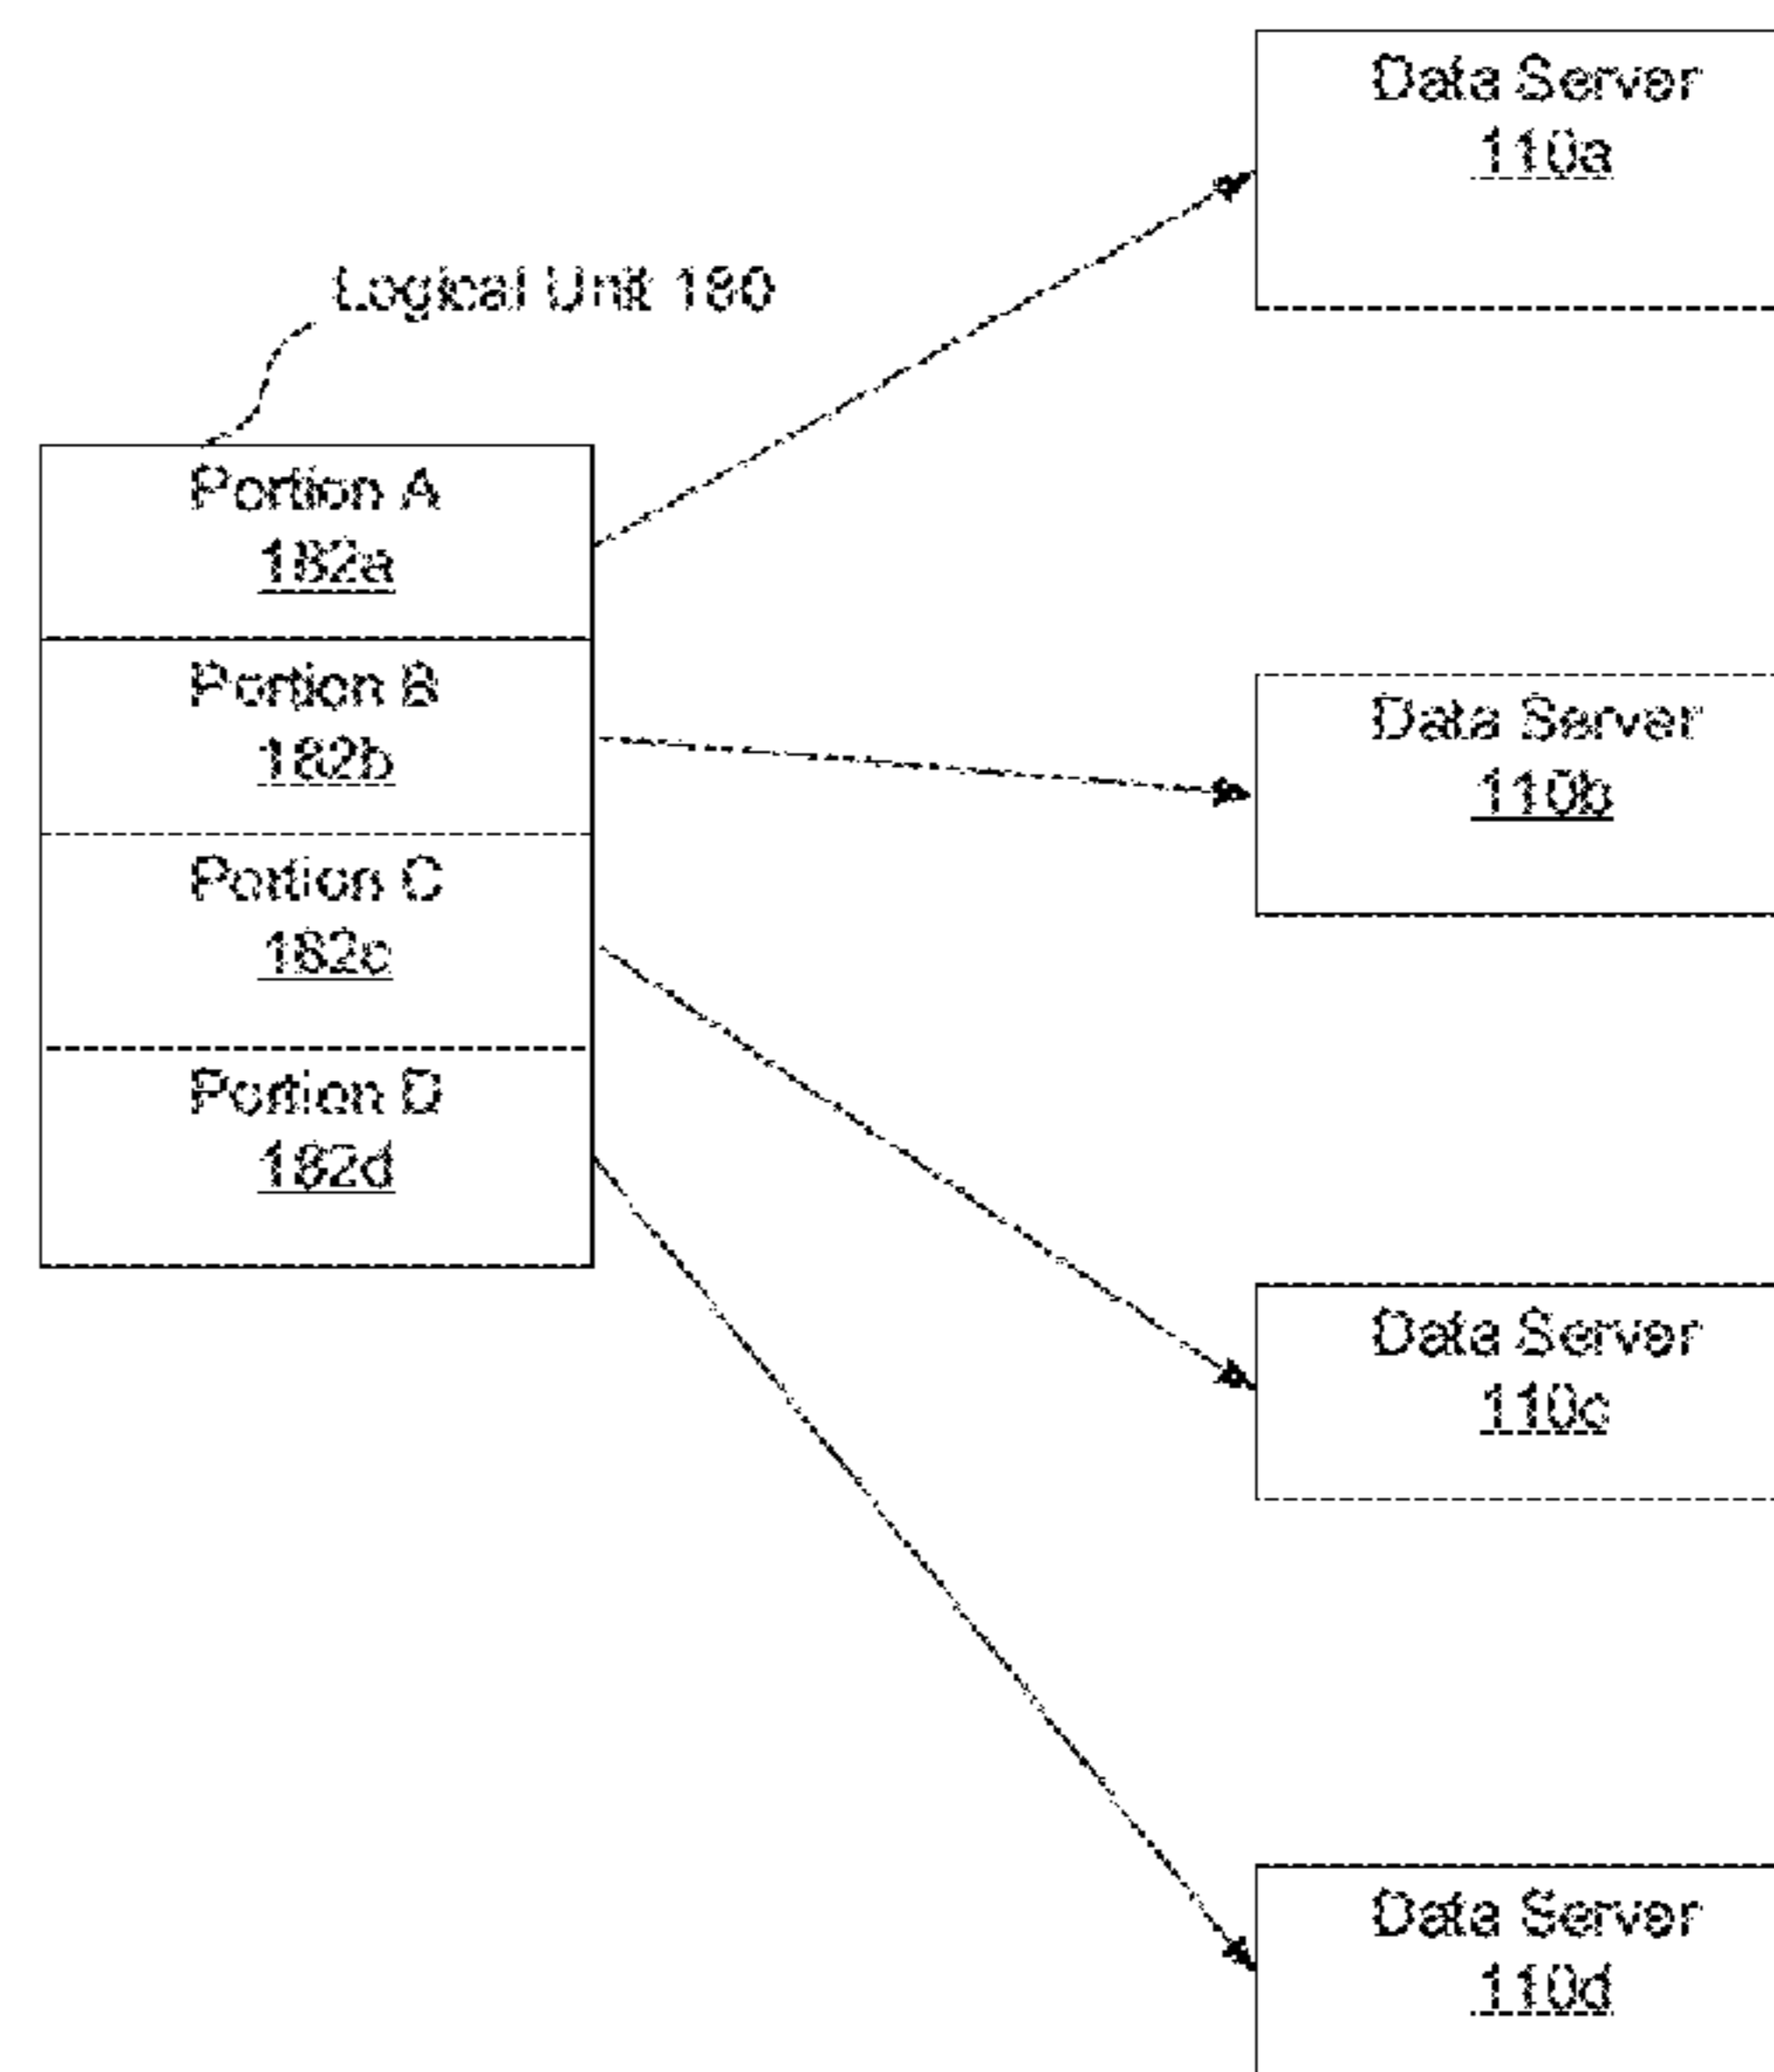 Data Server
110a
Logical Unit 180
Portion A
182a
Portion B
182b
Portion C
182c
Portion D
182d
Data Server
110b
Data Server
110c
Data Server
110d